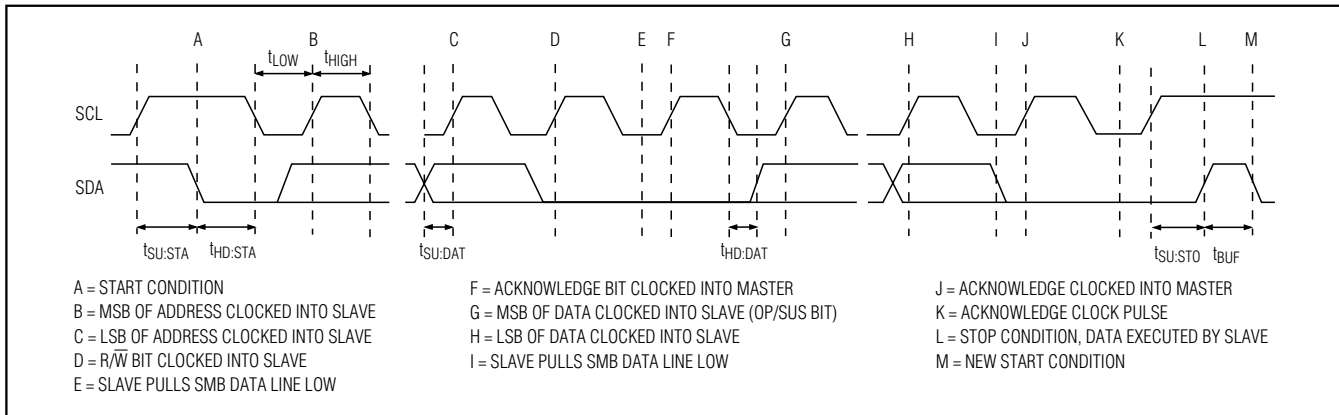 A B C D E F G H I J K L M
tLOW tHIGH
SCL
SDA
tSU:STA tHD:STA tSU:DAT tHD:DAT tSU:STO tBUF
A = START CONDITION
B = MSB OF ADDRESS CLOCKED INTO SLAVE
C = LSB OF ADDRESS CLOCKED INTO SLAVE
D = R/W̅ BIT CLOCKED INTO SLAVE
E = SLAVE PULLS SMB DATA LINE LOW
F = ACKNOWLEDGE BIT CLOCKED INTO MASTER
G = MSB OF DATA CLOCKED INTO SLAVE (OP/SUS BIT)
H = LSB OF DATA CLOCKED INTO SLAVE
I = SLAVE PULLS SMB DATA LINE LOW
J = ACKNOWLEDGE CLOCKED INTO MASTER
K = ACKNOWLEDGE CLOCK PULSE
L = STOP CONDITION, DATA EXECUTED BY SLAVE
M = NEW START CONDITION